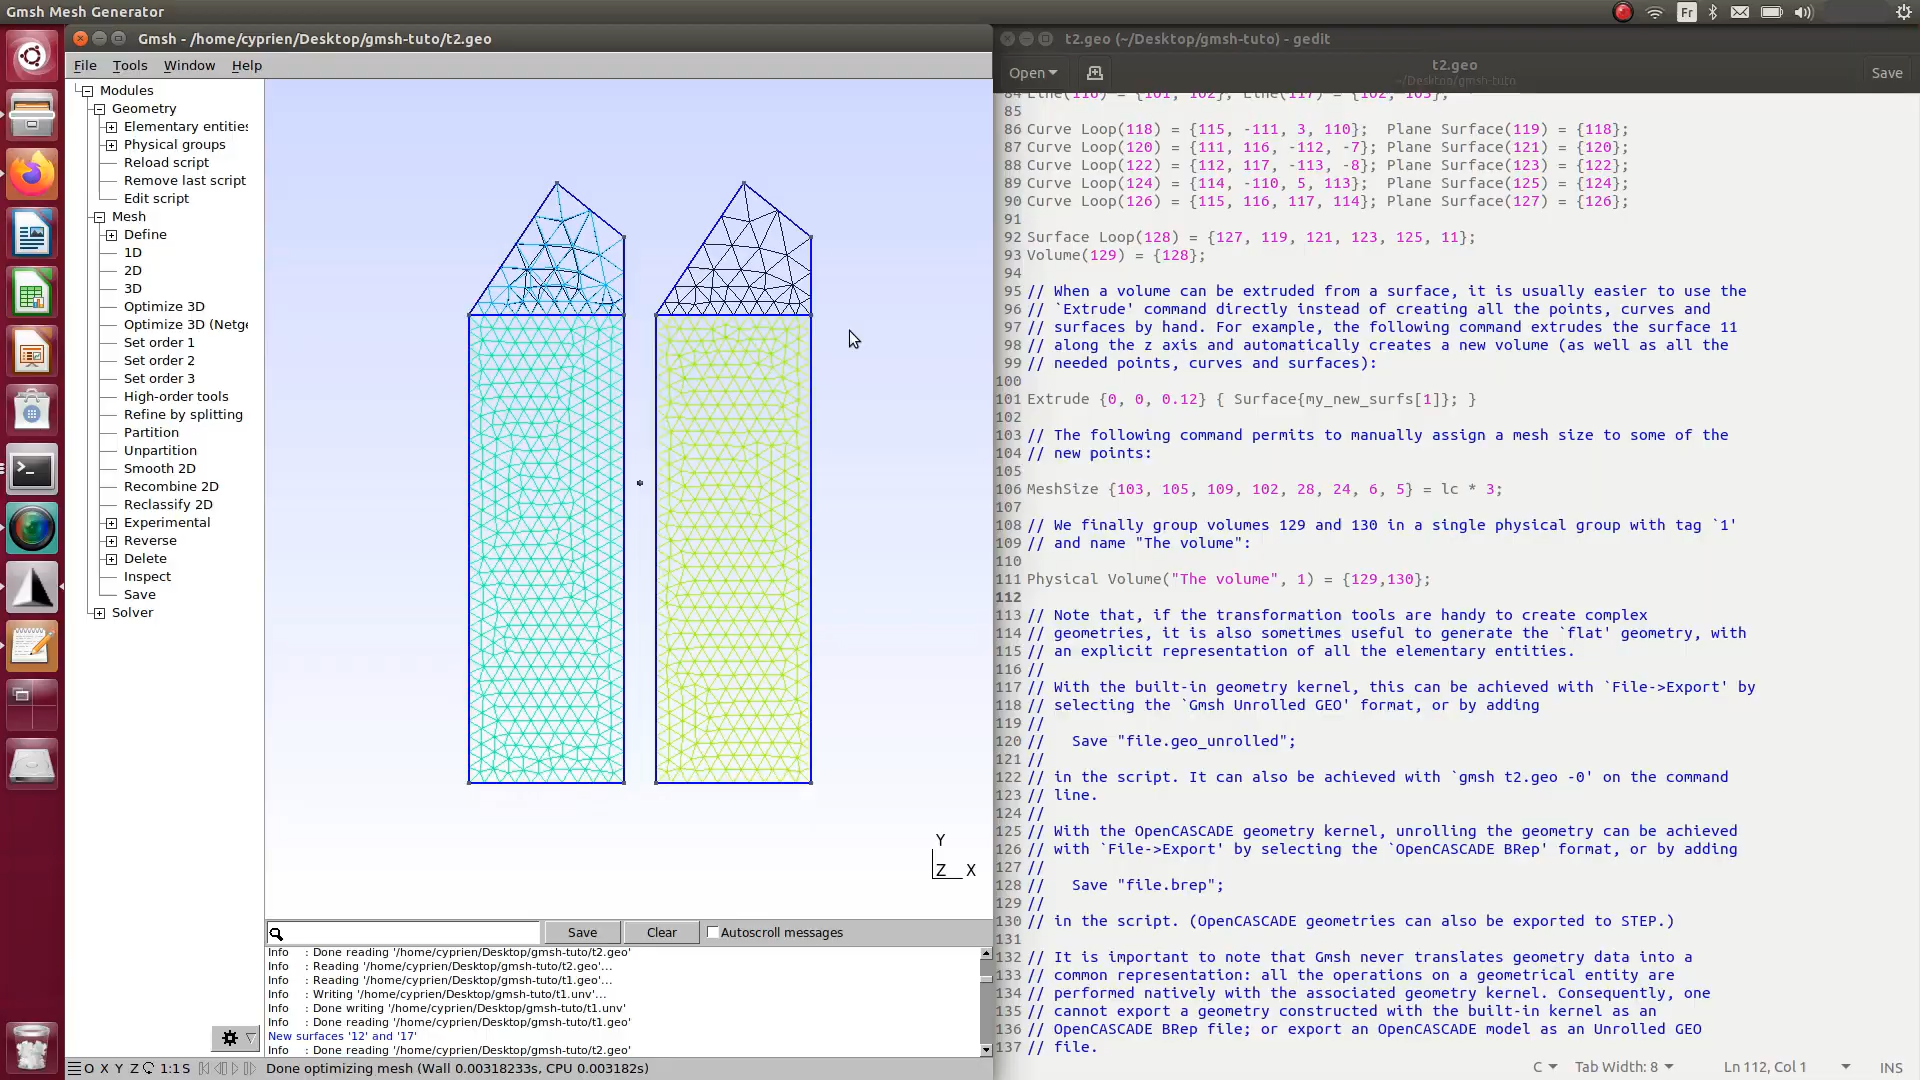 Gmsh Mesh Generator
Fr
Gmsh - /home/cyprien/Desktop/gmsh-tuto/t2.geo]
File Tools Window Help
Modules
Geometry
Elementary entities
Physical groups
Reload script
Remove last script
Edit script
Mesh
Define
1D
2D
3D
Optimize 3D
Optimize 3D (Netge
Set order 1
Set order 2
Set order 3
High-order tools
Refine by splitting
Partition
Unpartition
Smooth 2D
Recombine 2D
Reclassify 2D
Experimental
Reverse
Delete
Inspect
Save
Solver
Y
Z X
Save Clear Autoscroll messages
Info : Done reading '/home/cyprien/Desktop/gmsh-tuto/t2.geo'
Info : Reading '/home/cyprien/Desktop/gmsh-tuto/t2.geo'...
Info : Reading '/home/cyprien/Desktop/gmsh-tuto/t1.geo'...
Info : Writing '/home/cyprien/Desktop/gmsh-tuto/t1.unv'...
Info : Done writing '/home/cyprien/Desktop/gmsh-tuto/t1.unv'
Info : Done reading '/home/cyprien/Desktop/gmsh-tuto/t1.geo'
New surfaces '12' and '17'
Info : Done reading '/home/cyprien/Desktop/gmsh-tuto/t2.geo'
O X Y Z 1:1 S Done optimizing mesh (Wall 0.00318233s, CPU 0.003182s)
t2.geo (~/Desktop/gmsh-tuto) - gedit
Open t2.geo Save
~/Desktop/gmsh-tuto
84 Line(116) = {101, 102}; Line(117) = {102, 103};
85
86 Curve Loop(118) = {115, -111, 3, 110};  Plane Surface(119) = {118};
87 Curve Loop(120) = {111, 116, -112, -7}; Plane Surface(121) = {120};
88 Curve Loop(122) = {112, 117, -113, -8}; Plane Surface(123) = {122};
89 Curve Loop(124) = {114, -110, 5, 113};  Plane Surface(125) = {124};
90 Curve Loop(126) = {115, 116, 117, 114}; Plane Surface(127) = {126};
91
92 Surface Loop(128) = {127, 119, 121, 123, 125, 11};
93 Volume(129) = {128};
94
95 // When a volume can be extruded from a surface, it is usually easier to use the
96 // `Extrude' command directly instead of creating all the points, curves and
97 // surfaces by hand. For example, the following command extrudes the surface 11
98 // along the z axis and automatically creates a new volume (as well as all the
99 // needed points, curves and surfaces):
100
101 Extrude {0, 0, 0.12} { Surface{my_new_surfs[1]}; }
102
103 // The following command permits to manually assign a mesh size to some of the
104 // new points:
105
106 MeshSize {103, 105, 109, 102, 28, 24, 6, 5} = lc * 3;
107
108 // We finally group volumes 129 and 130 in a single physical group with tag `1'
109 // and name "The volume":
110
111 Physical Volume("The volume", 1) = {129,130};
112
113 // Note that, if the transformation tools are handy to create complex
114 // geometries, it is also sometimes useful to generate the `flat' geometry, with
115 // an explicit representation of all the elementary entities.
116 //
117 // With the built-in geometry kernel, this can be achieved with `File->Export' by
118 // selecting the `Gmsh Unrolled GEO' format, or by adding
119 //
120 //   Save "file.geo_unrolled";
121 //
122 // in the script. It can also be achieved with `gmsh t2.geo -0' on the command
123 // line.
124 //
125 // With the OpenCASCADE geometry kernel, unrolling the geometry can be achieved
126 // with `File->Export' by selecting the `OpenCASCADE BRep' format, or by adding
127 //
128 //   Save "file.brep";
129 //
130 // in the script. (OpenCASCADE geometries can also be exported to STEP.)
131
132 // It is important to note that Gmsh never translates geometry data into a
133 // common representation: all the operations on a geometrical entity are
134 // performed natively with the associated geometry kernel. Consequently, one
135 // cannot export a geometry constructed with the built-in kernel as an
136 // OpenCASCADE BRep file; or export an OpenCASCADE model as an Unrolled GEO
137 // file.
C Tab Width: 8 Ln 112, Col 1 INS